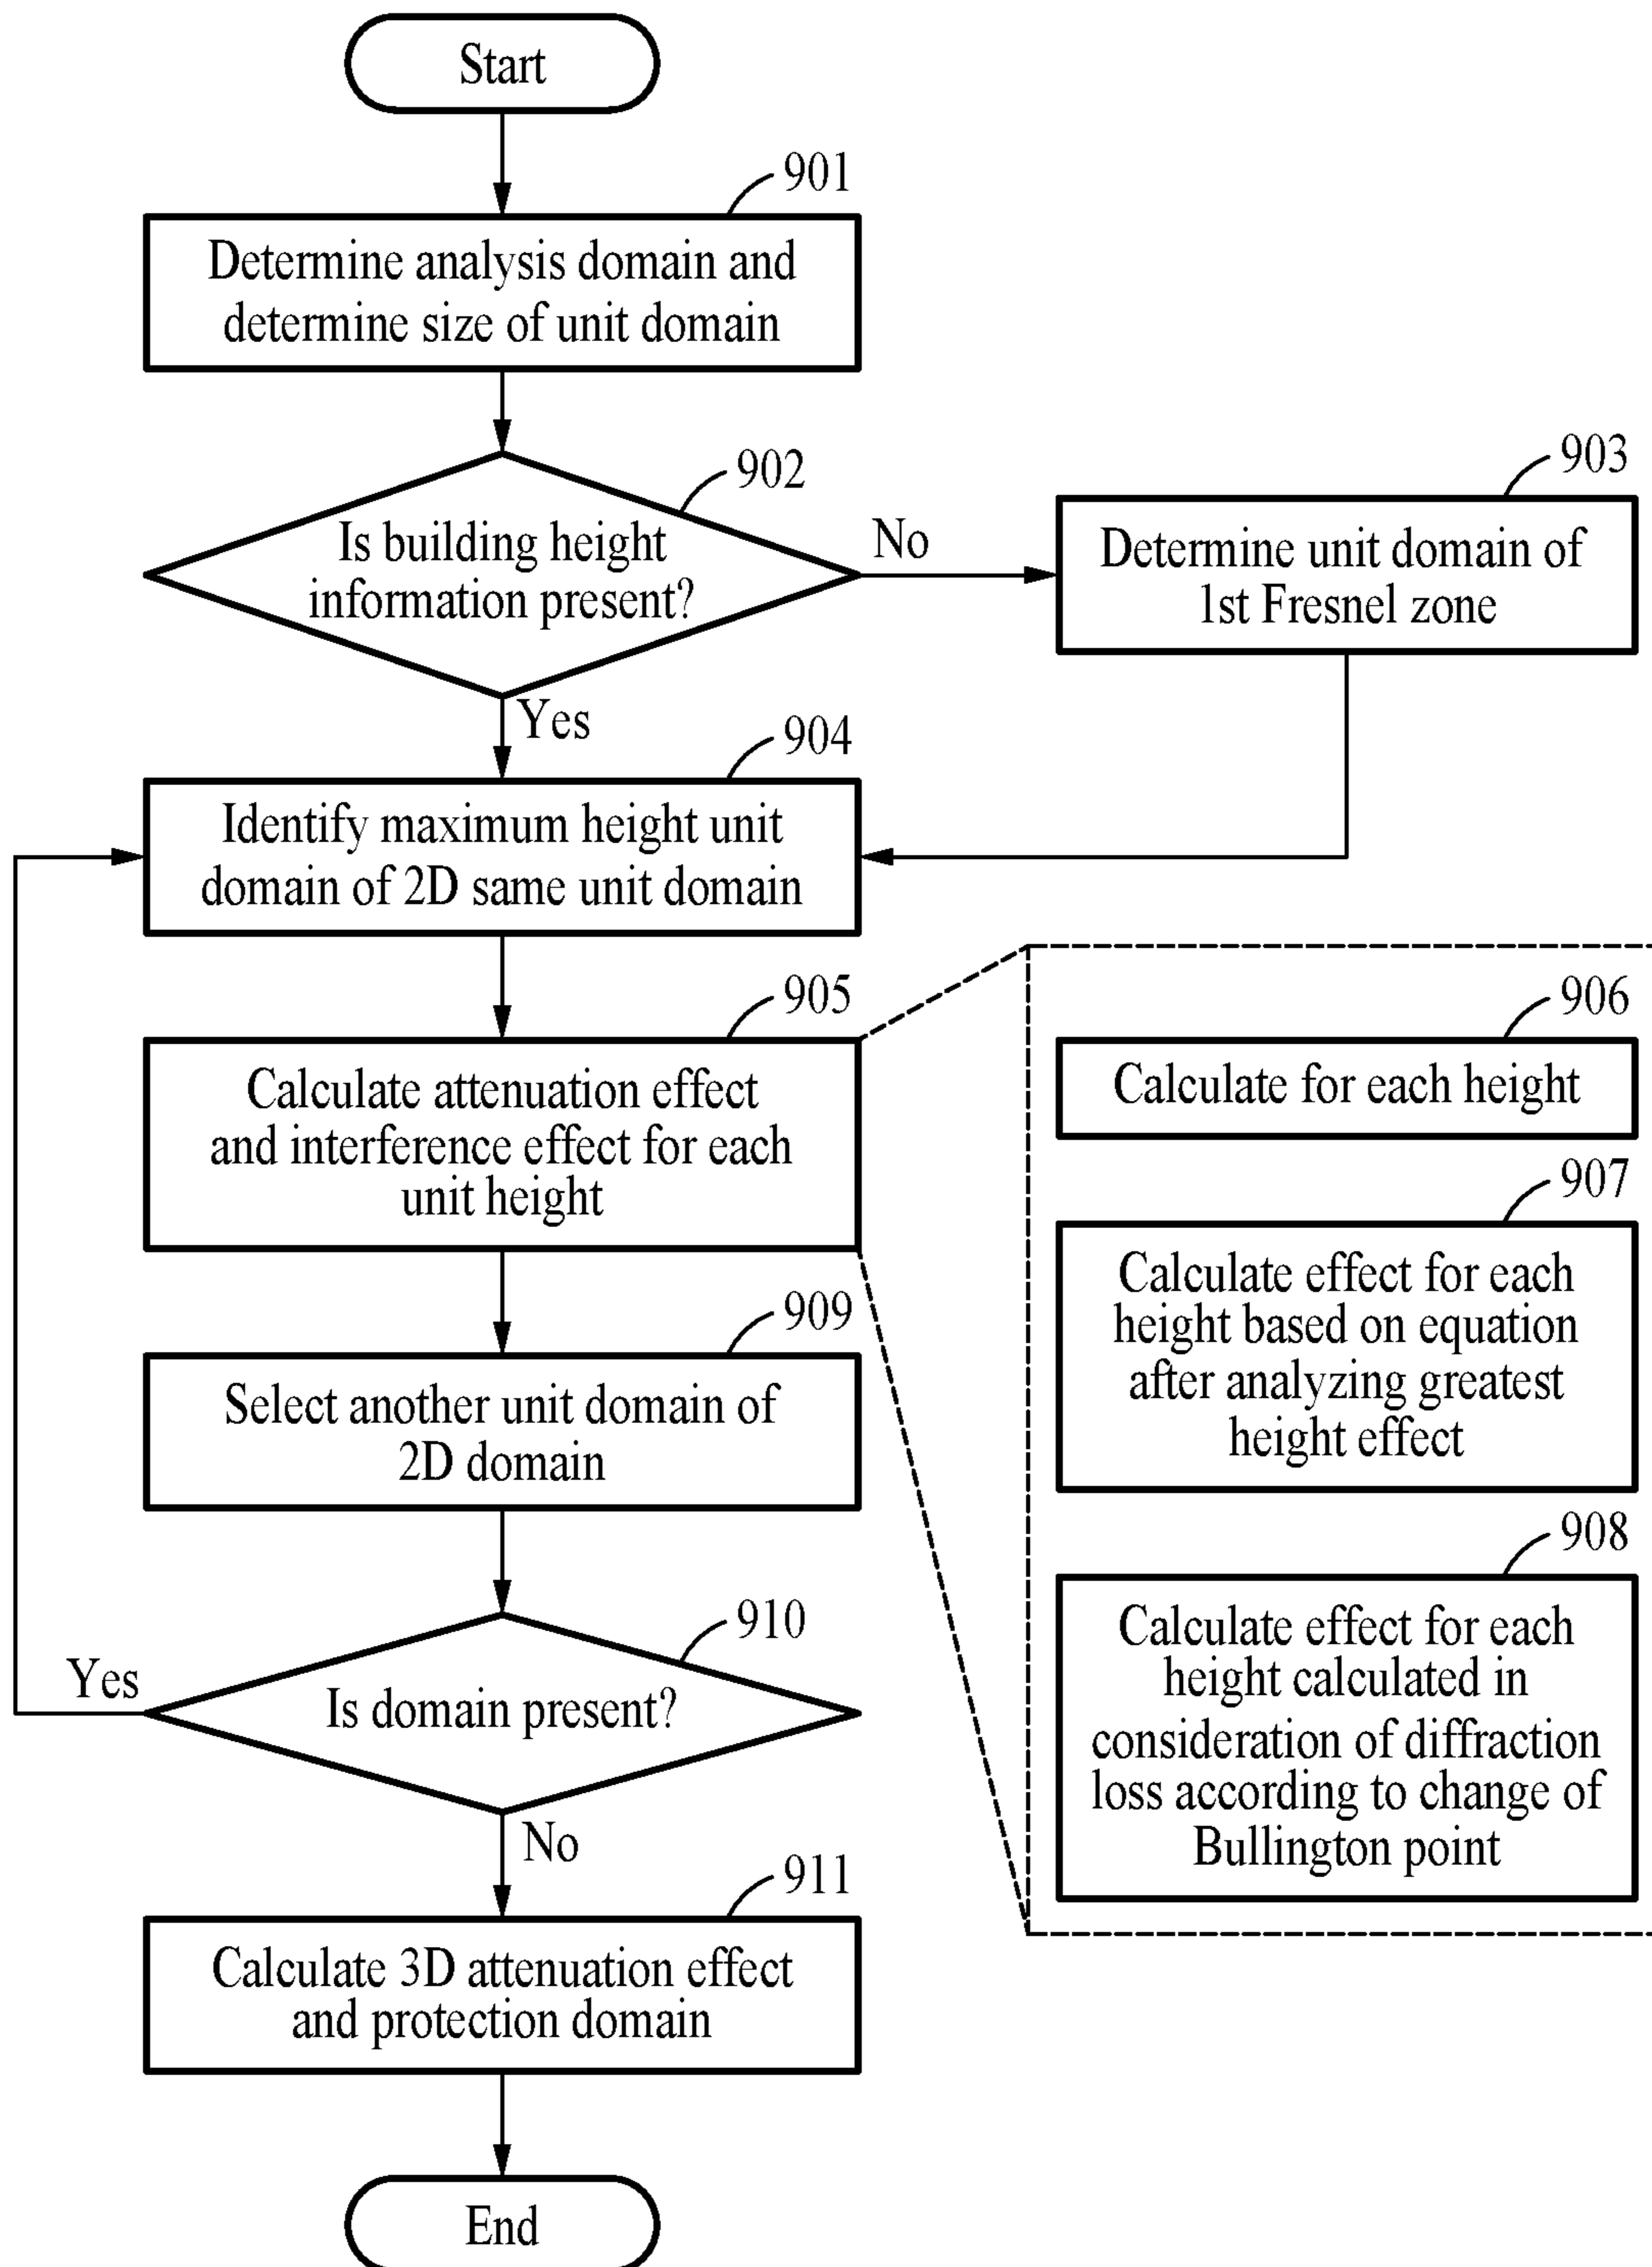 Start
901
Determine analysis domain and
determine size of unit domain
902
Is building height
information present?
No
903
Determine unit domain of
1st Fresnel zone
Yes
904
Identify maximum height unit
domain of 2D same unit domain
905
Calculate attenuation effect
and interference effect for each
unit height
906
Calculate for each height
907
Calculate effect for each
height based on equation
after analyzing greatest
height effect
908
Calculate effect for each
height calculated in
consideration of diffraction
loss according to change of
Bullington point
909
Select another unit domain of
2D domain
910
Is domain present?
Yes
No
911
Calculate 3D attenuation effect
and protection domain
End